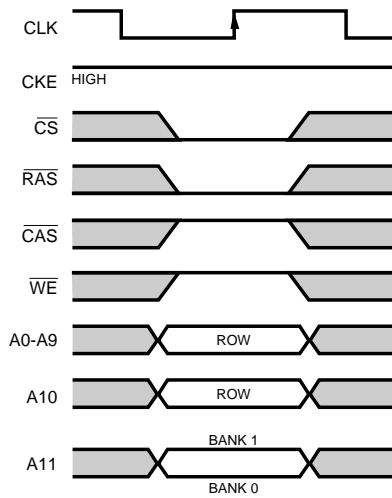 CLK
CKE HIGH
CS
RAS
CAS
WE
A0-A9 ROW
A10 ROW
BANK 1
A11
BANK 0